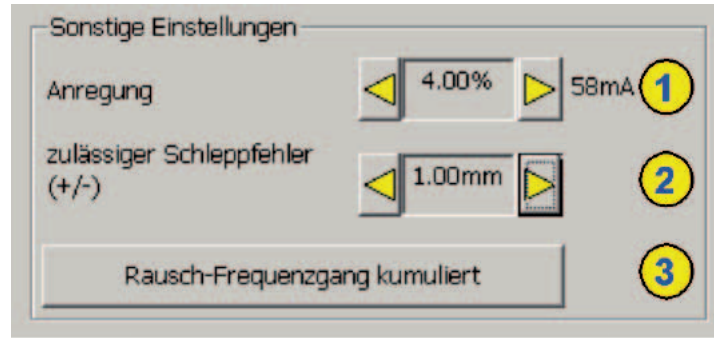 Sonstige Einstellungen
Anregung 4.00% 58mA 1
zulässiger Schleppfehler
(+/-) 1.00mm 2
Rausch-Frequenzgang kumuliert 3